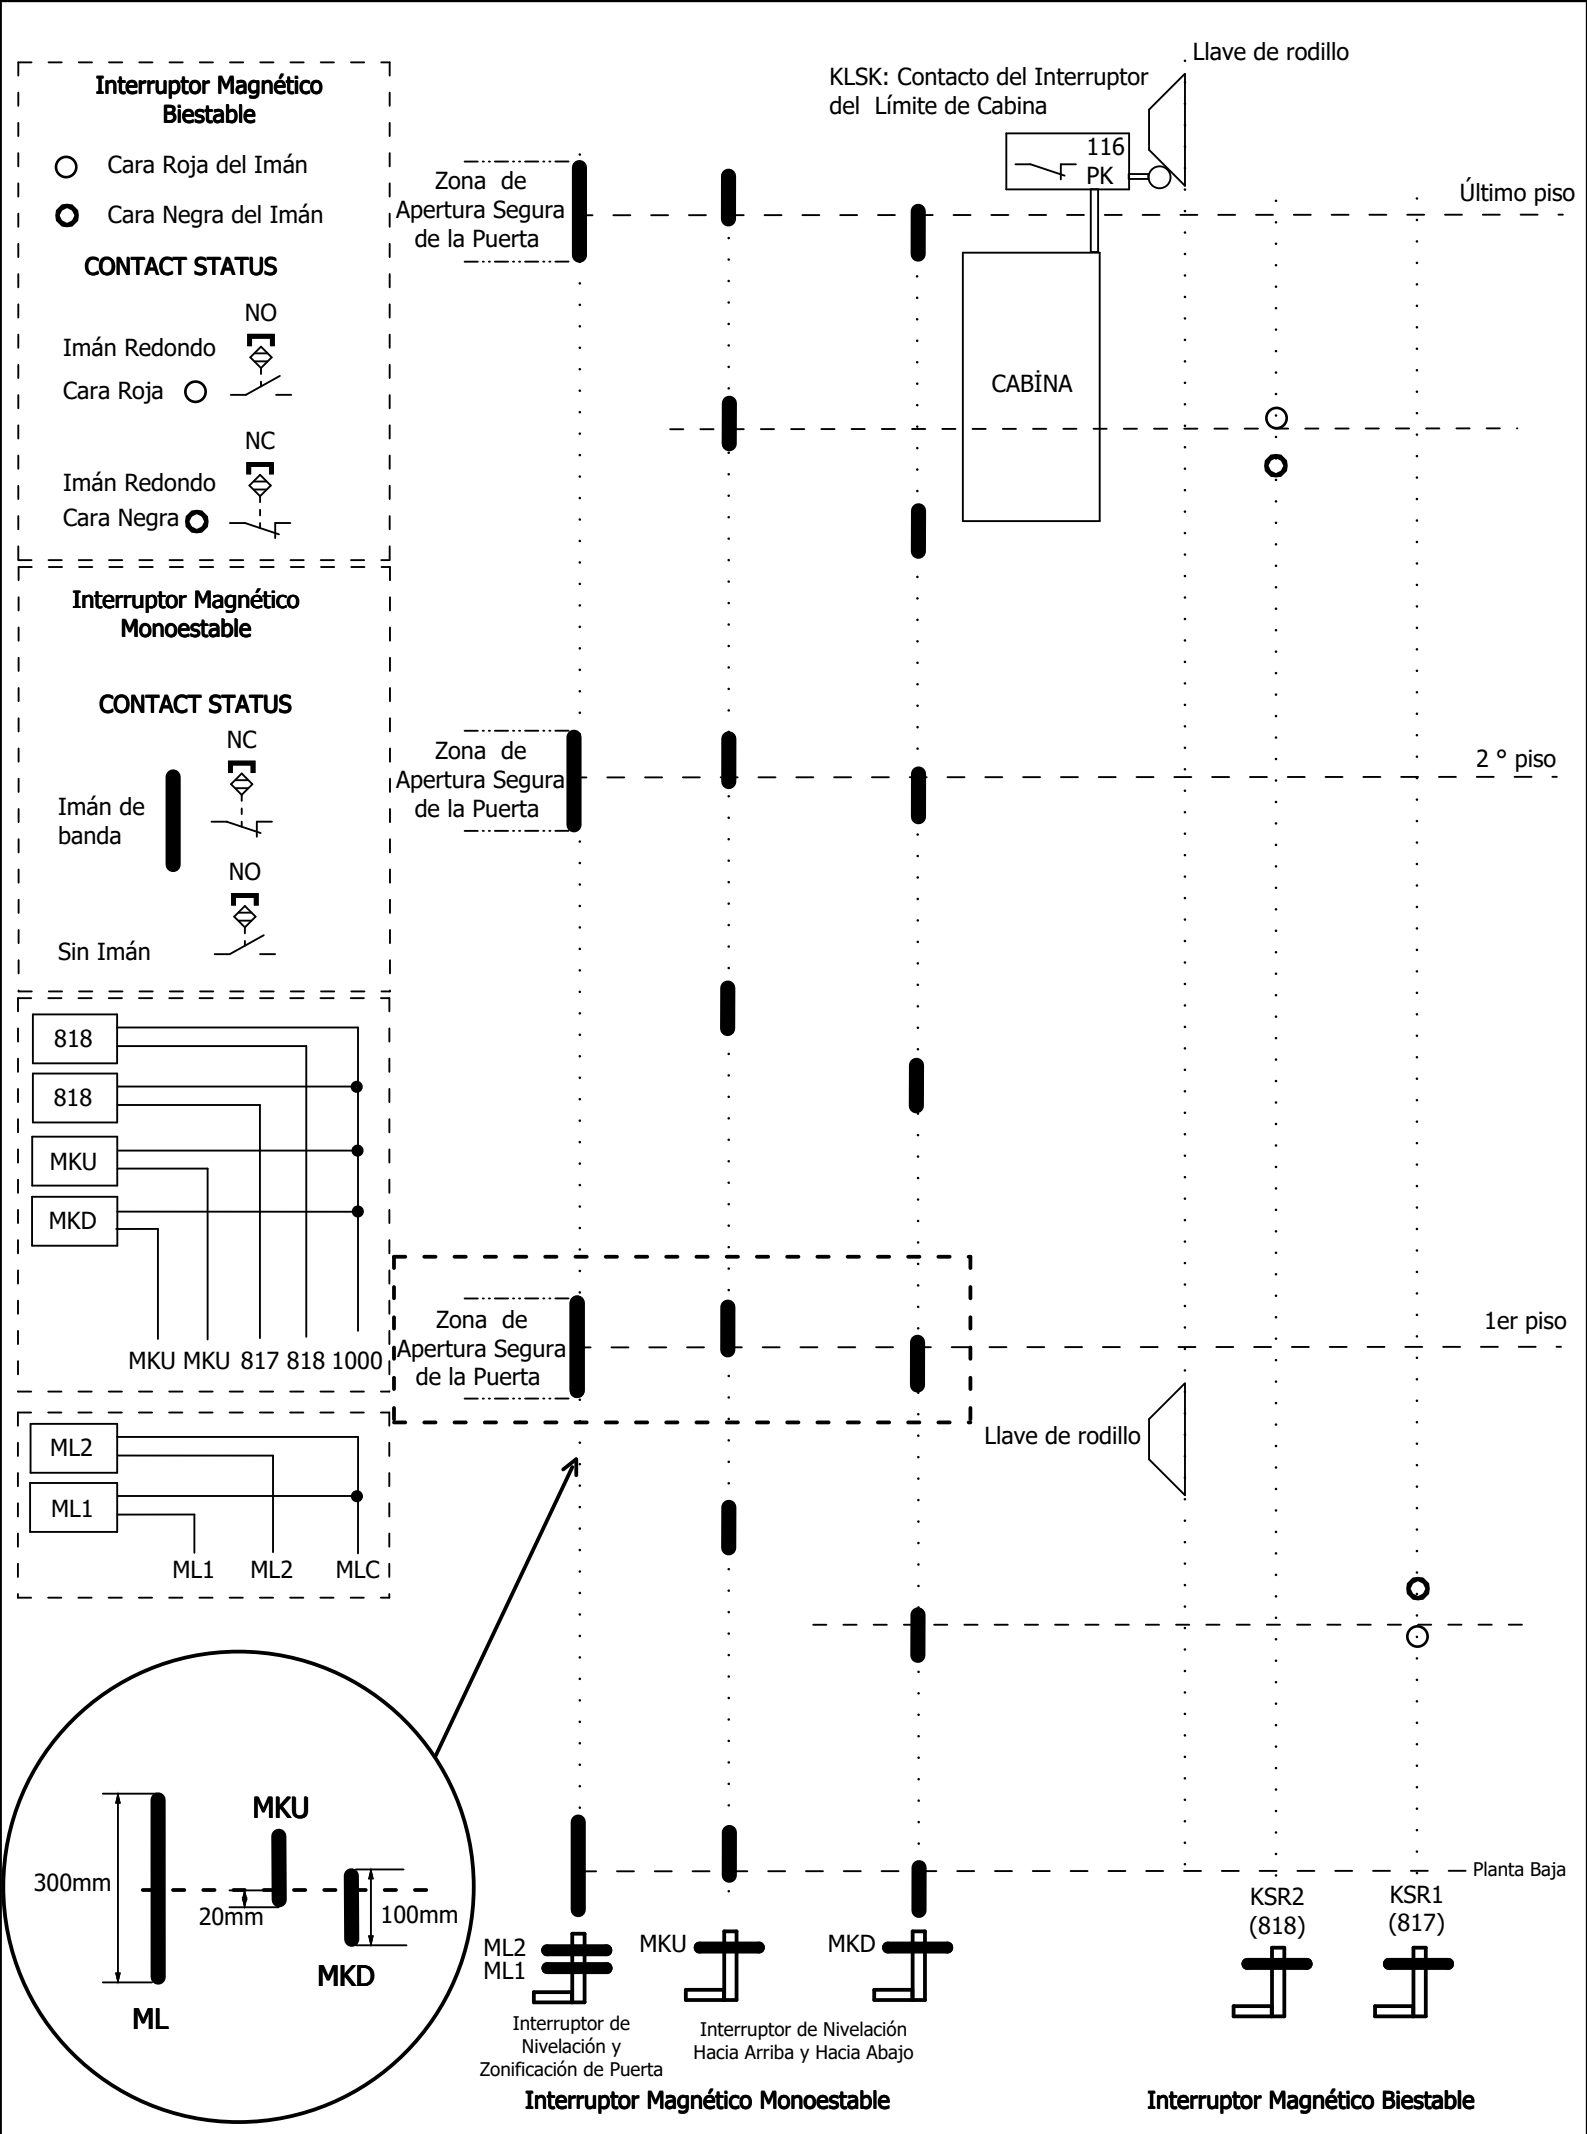 Interruptor Magnético
Biestable
Cara Roja del Imán
Cara Negra del Imán
CONTACT STATUS
NO
Imán Redondo
Cara Roja
NC
Imán Redondo
Cara Negra
Interruptor Magnético
Monoestable
CONTACT STATUS
NC
Imán de
banda
NO
Sin Imán
818
818
MKU
MKD
MKU MKU 817 818 1000
ML2
ML1
ML1 ML2 MLC
KLSK: Contacto del Interruptor
del Límite de Cabina
Llave de rodillo
116
PK
Zona de
Apertura Segura
de la Puerta
Último piso
CABİNA
Zona de
Apertura Segura
de la Puerta
2 ° piso
Zona de
Apertura Segura
de la Puerta
1er piso
Llave de rodillo
Planta Baja
MKU
300mm
20mm
100mm
MKD
ML
ML2
ML1
MKU
MKD
KSR2
(818)
KSR1
(817)
Interruptor de
Nivelación y
Zonificación de Puerta
Interruptor de Nivelación
Hacia Arriba y Hacia Abajo
Interruptor Magnético Monoestable
Interruptor Magnético Biestable